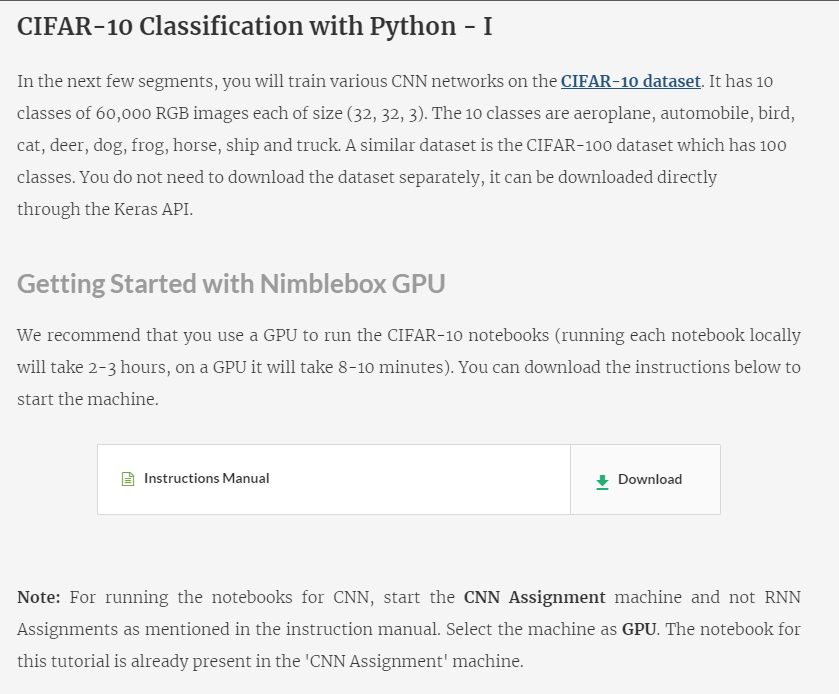 CIFAR-10 Classification with Python - I
In the next few segments, you will train various CNN networks on the CIFAR-10 dataset. It has 10
classes of 60,000 RGB images each of size (32, 32, 3). The 10 classes are aeroplane, automobile, bird,
cat, deer, dog, frog, horse, ship and truck. A similar dataset is the CIFAR-100 dataset which has 100
classes. You do not need to download the dataset separately, it can be downloaded directly
through the Keras API.
Getting Started with Nimblebox GPU
We recommend that you use a GPU to run the CIFAR-10 notebooks (running each notebook locally
will take 2-3 hours, on a GPU it will take 8-10 minutes). You can download the instructions below to
start the machine.
Instructions Manual
Download
Note: For running the notebooks for CNN, start the CNN Assignment machine and not RNN
Assignments as mentioned in the instruction manual. Select the machine as GPU. The notebook for
this tutorial is already present in the 'CNN Assignment' machine.